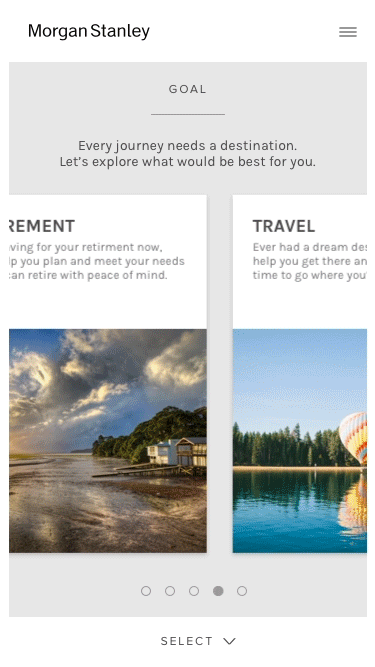 Morgan Stanley
GOAL
Every journey needs a destination.
Let's explore what would be best for you.
REMENT
ving for your retirment now,
lp you plan and meet your needs
can retire with peace of mind.
TRAVEL
Ever had a dream des
help you get there an
time to go where you'
SELECT